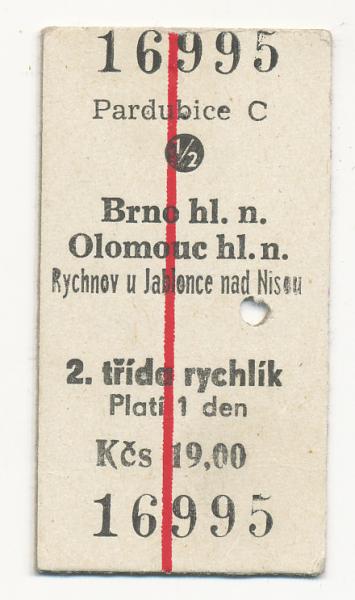 16995
Pardubice C
1/2
Brno hl. n.
Olomouc hl. n.
Rychnov u Jablonce nad Nisou
2. třída rychlík
Platí 1 den
Kčs 19,00
16995